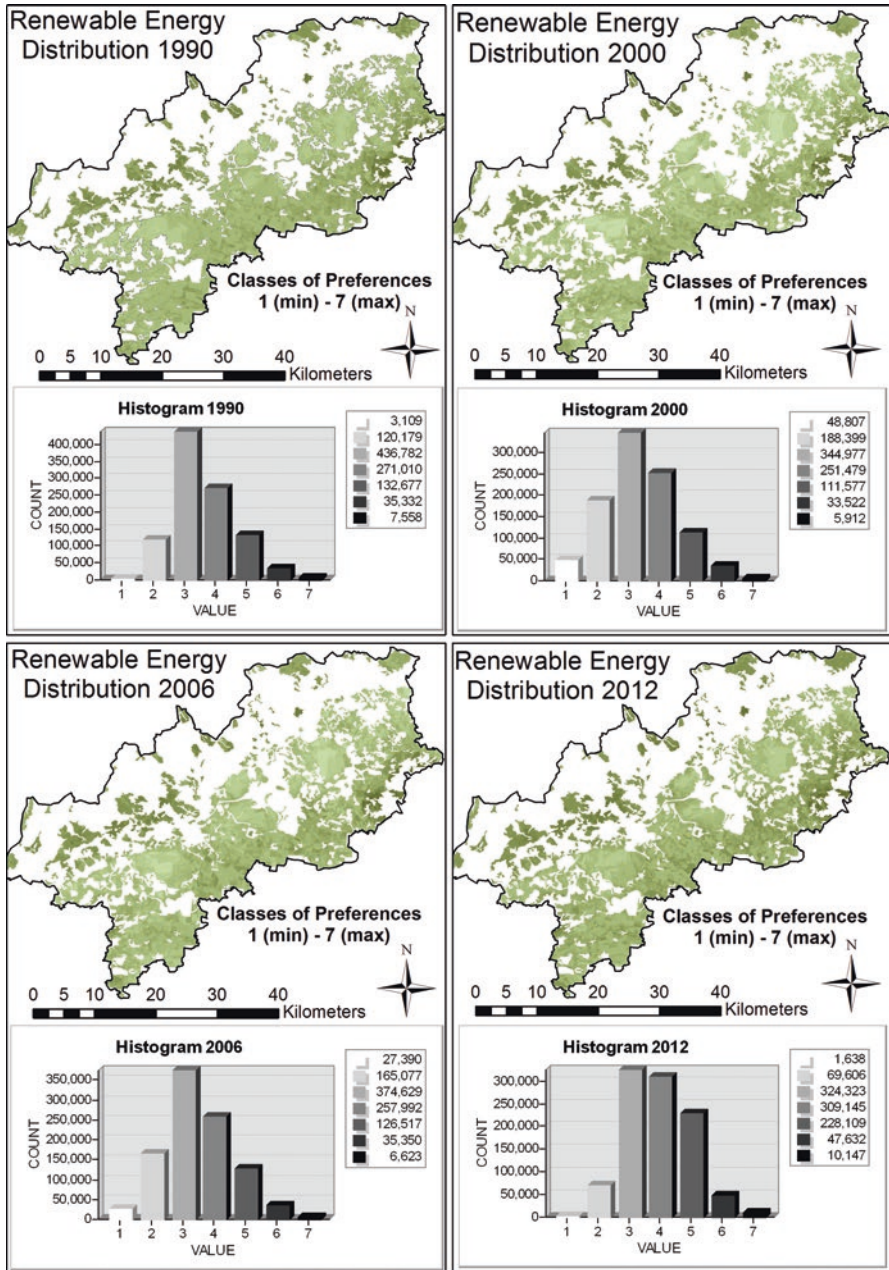 Renewable Energy
Distribution 1990
Classes of Preferences
1 (min) - 7 (max)
N
0 10 20 30 40
Kilometers
Histogram 1990
COUNT
400,000
350,000
300,000
250,000
200,000
150,000
100,000
50,000
0
1 2 3 4 5 6 7
VALUE
3,109
120,179
436,782
271,010
132,677
35,332
7,558
Renewable Energy
Distribution 2000
Classes of Preferences
1 (min) - 7 (max)
N
0 10 20 30 40
Kilometers
Histogram 2000
COUNT
300,000
250,000
200,000
150,000
100,000
50,000
0
1 2 3 4 5 6 7
VALUE
48,807
188,399
344,977
251,479
111,577
33,522
5,912
Renewable Energy
Distribution 2006
Classes of Preferences
1 (min) - 7 (max)
N
0 10 20 30 40
Kilometers
Histogram 2006
COUNT
350,000
300,000
250,000
200,000
150,000
100,000
50,000
0
1 2 3 4 5 6 7
VALUE
27,390
165,077
374,629
257,992
126,517
35,350
6,623
Renewable Energy
Distribution 2012
Classes of Preferences
1 (min) - 7 (max)
N
0 10 20 30 40
Kilometers
Histogram 2012
COUNT
300,000
250,000
200,000
150,000
100,000
50,000
0
1 2 3 4 5 6 7
VALUE
1,638
69,606
324,323
309,145
228,109
47,632
10,147